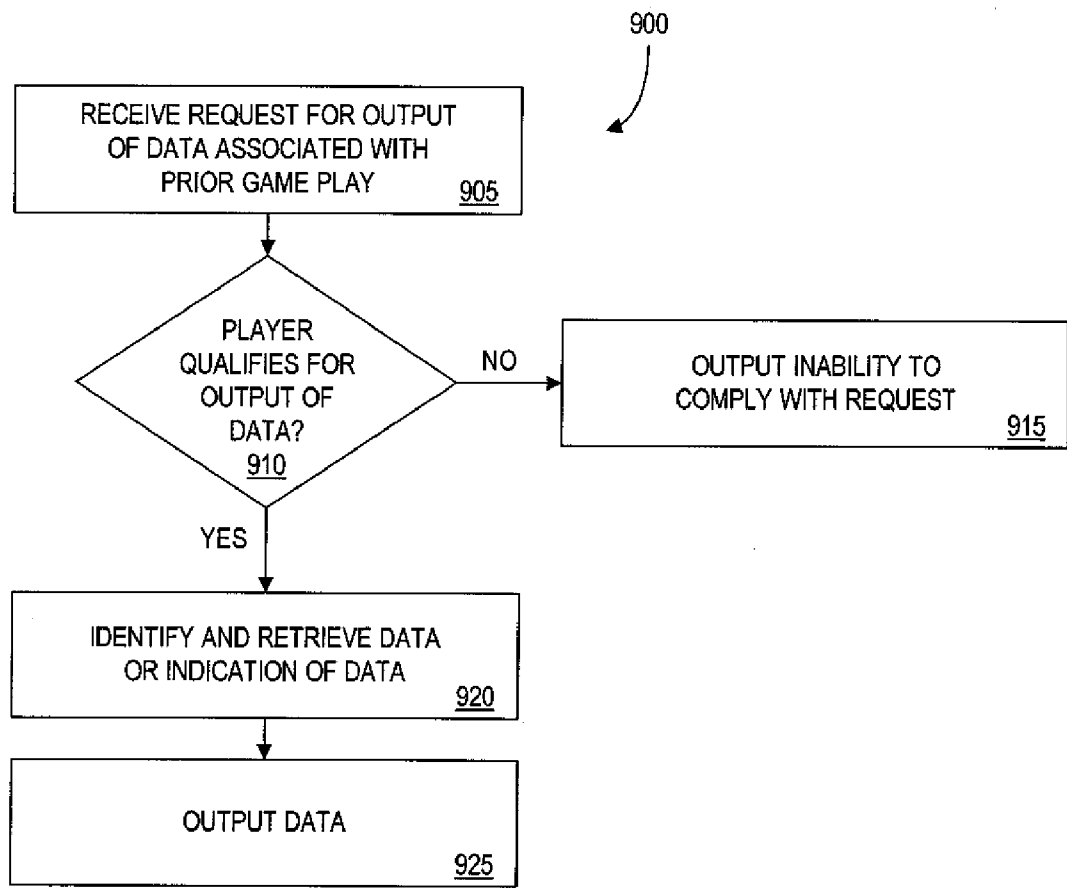 900
RECEIVE REQUEST FOR OUTPUT
OF DATA ASSOCIATED WITH
PRIOR GAME PLAY
905
PLAYER
QUALIFIES FOR
OUTPUT OF
DATA?
910
NO
OUTPUT INABILITY TO
COMPLY WITH REQUEST
915
YES
IDENTIFY AND RETRIEVE DATA
OR INDICATION OF DATA
920
OUTPUT DATA
925